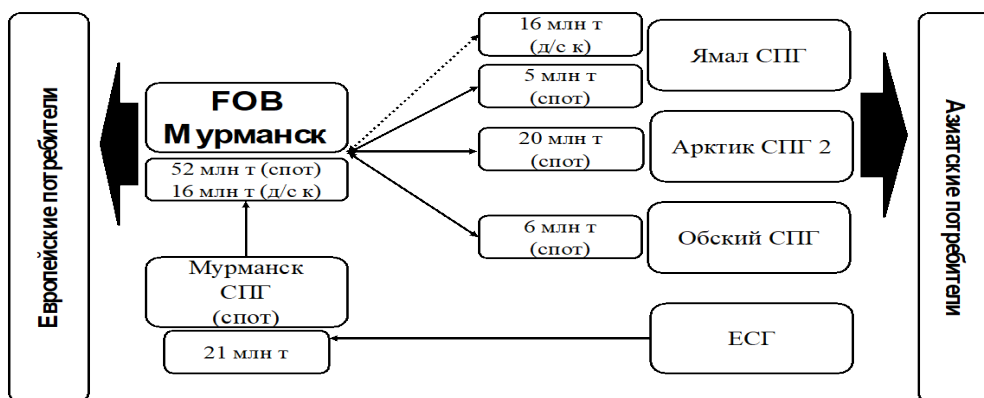 Европейские потребители
FOB
Мурманск
52 млн т (спот)
16 млн т (д/с к)
Мурманск
СПГ
(спот)
21 млн т
16 млн т
(д/с к)
5 млн т
(спот)
20 млн т
(спот)
6 млн т
(спот)
Ямал СПГ
Арктик СПГ 2
Обский СПГ
ЕСГ
Азиатские потребители